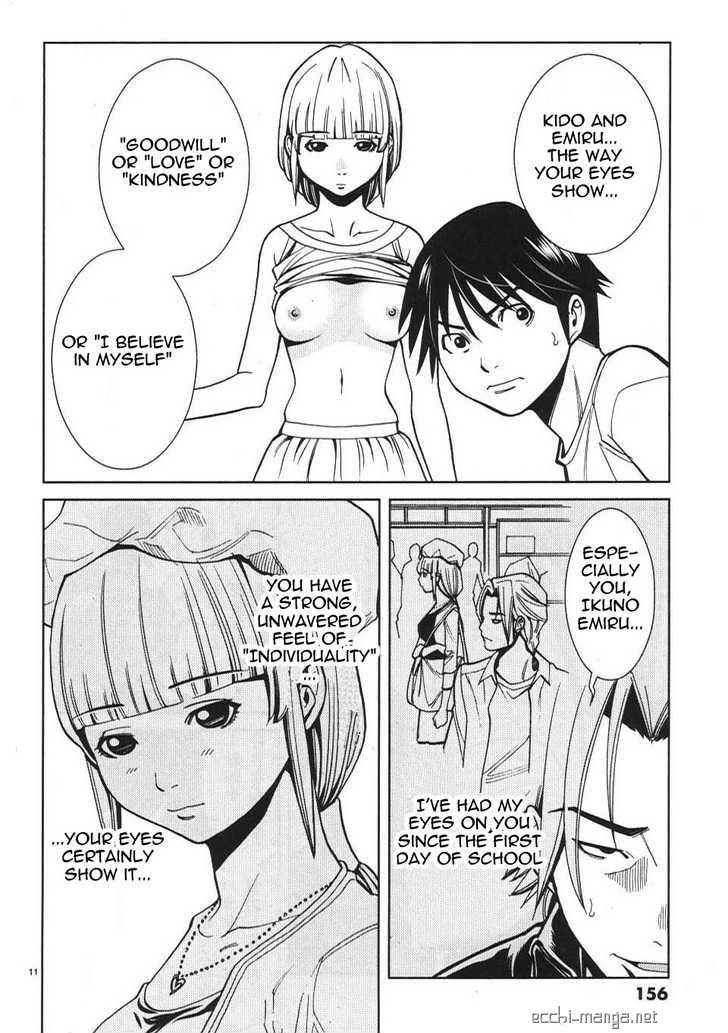 KIDO AND
EMIRU...
THE WAY
YOUR EYES
SHOW...
"GOODWILL"
OR "LOVE" OR
"KINDNESS"
OR "I BELIEVE
IN MYSELF"
ESP-
CIALLY
YOU,
IKUNO
EMIRU...
I'VE HAD MY
EYES ON YOU
SINCE THE FIRST
DAY OF SCHOOL
YOU HAVE
A STRONG,
UNWAVERED
FEEL OF
"INDIVIDUALITY"
...
...YOUR EYES
CERTAINLY
SHOW IT...
11
156
ecchi-manga.net